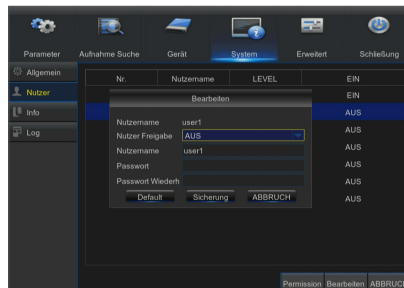 Parameter Aufnahme Suche Gerät System Erweitert Schließung
Allgemein
Nutzer
Info
Log
Nr. Nutzername LEVEL EIN
EIN
AUS
AUS
AUS
AUS
AUS
AUS
Bearbeiten
Nutzername user1
Nutzer Freigabe AUS
Nutzername user1
Passwort
Passwort Wiederh
Default Sicherung ABBRUCH
Permission Bearbeiten ABBRUCH